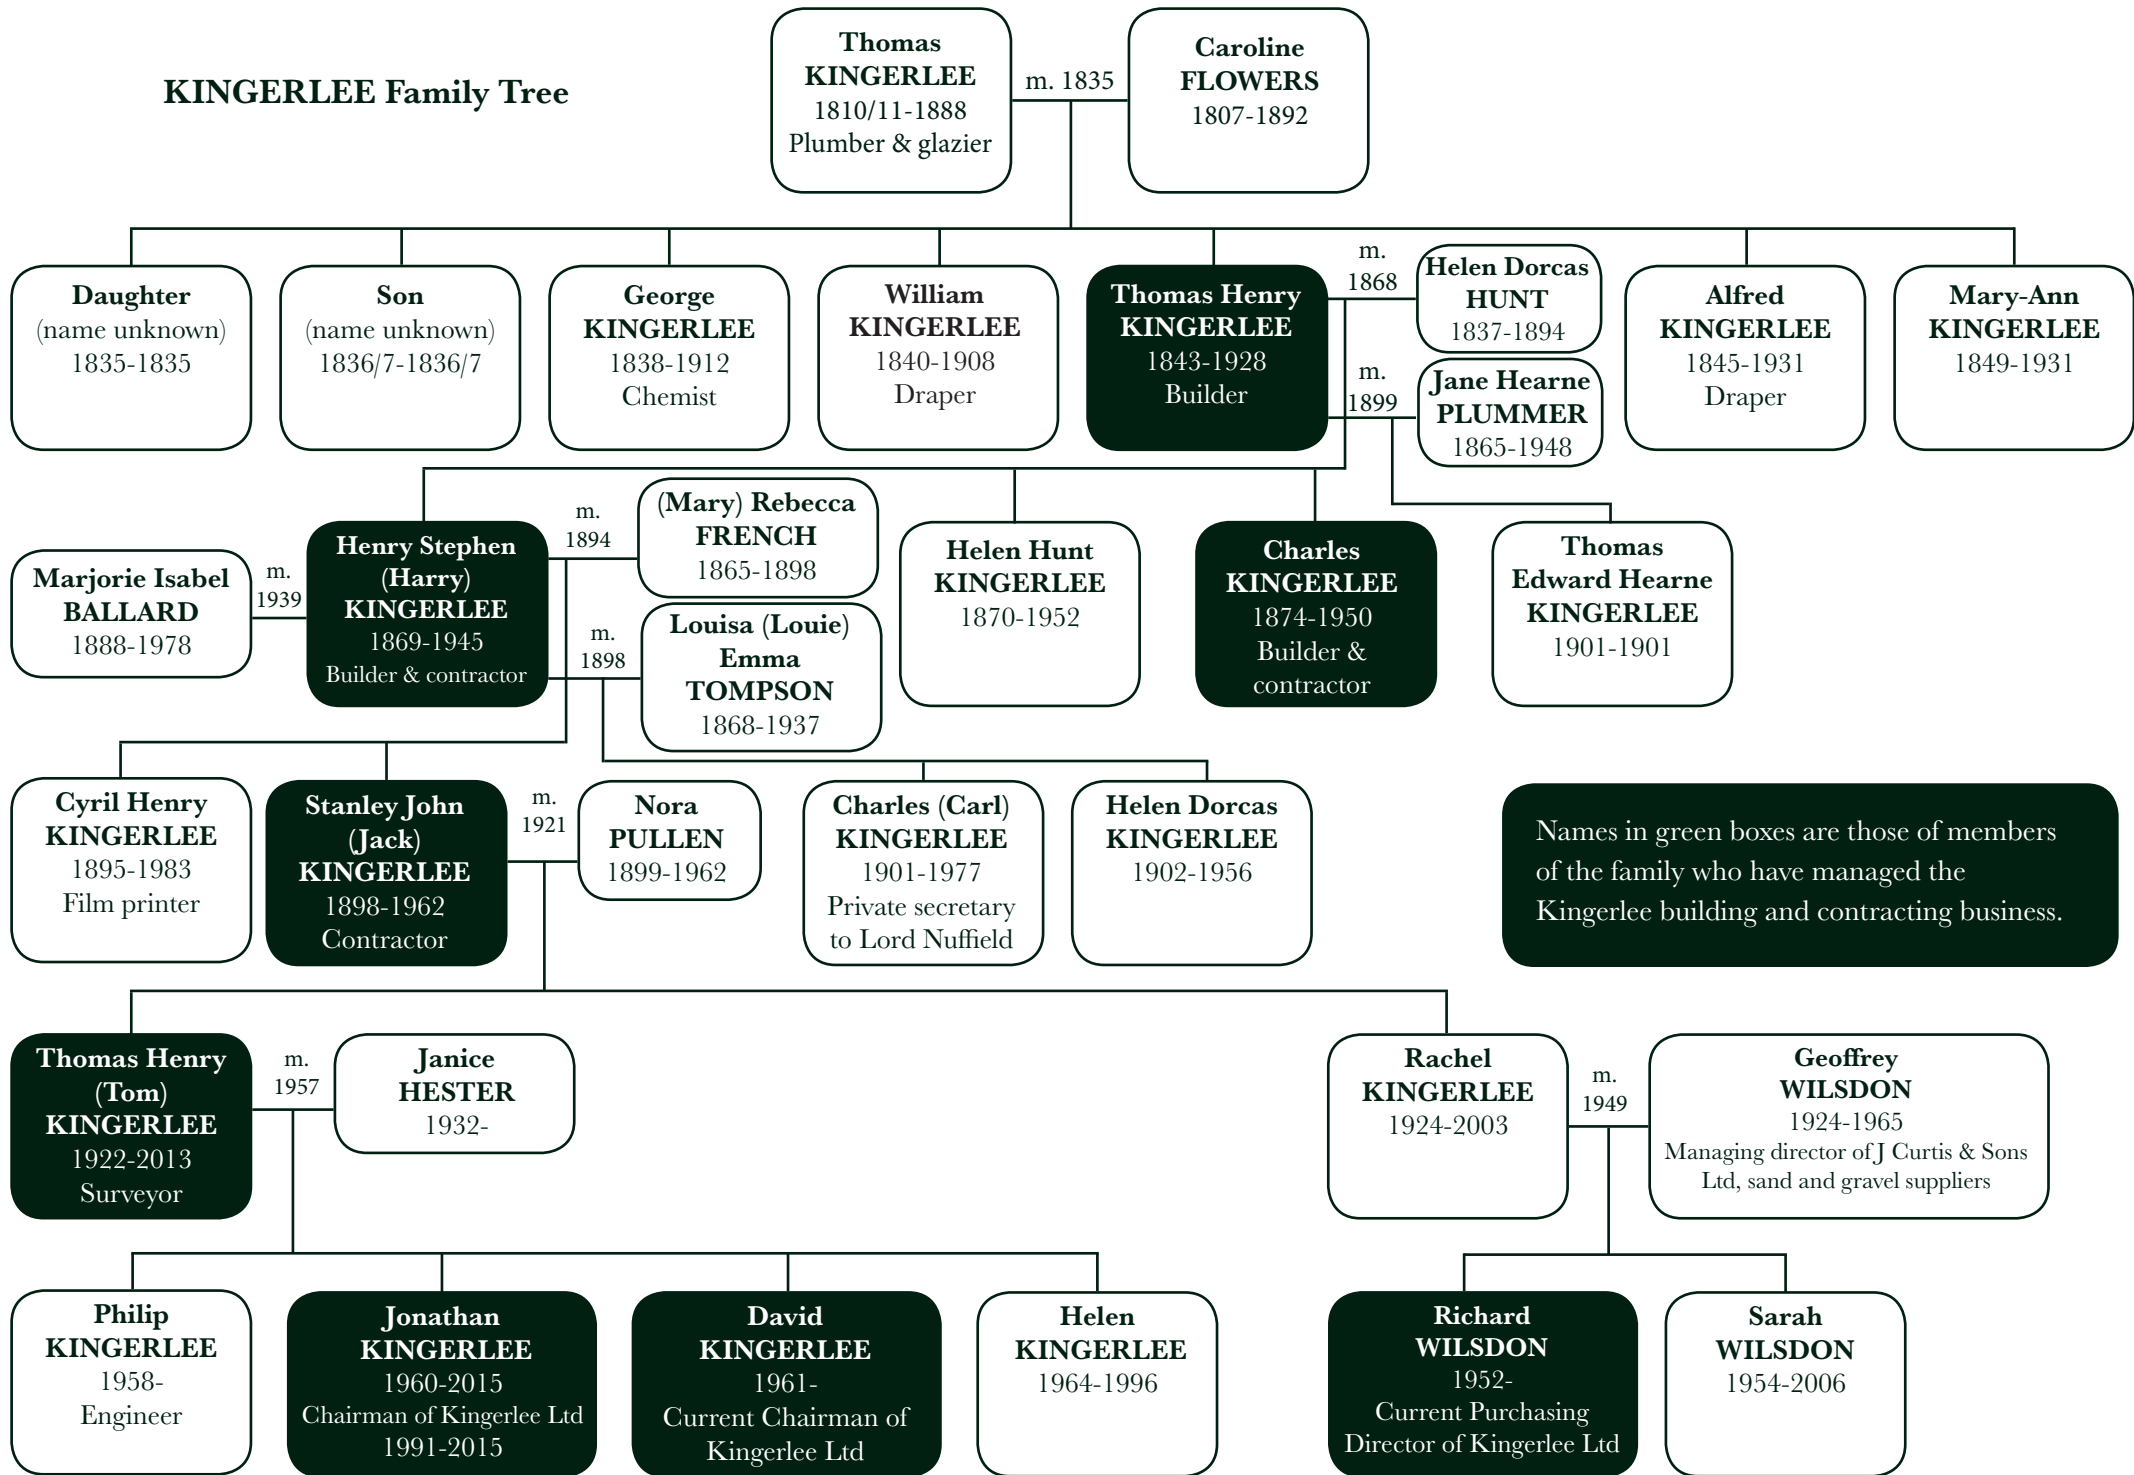 KINGERLEE Family Tree
Thomas
KINGERLEE
1810/11-1888
Plumber & glazier
m. 1835
Caroline
FLOWERS
1807-1892
Daughter
(name unknown)
1835-1835
Son
(name unknown)
1836/7-1836/7
George
KINGERLEE
1838-1912
Chemist
William
KINGERLEE
1840-1908
Draper
Thomas Henry
KINGERLEE
1843-1928
Builder
m.
1868
Helen Dorcas
HUNT
1837-1894
m.
1899
Jane Hearne
PLUMMER
1865-1948
Alfred
KINGERLEE
1845-1931
Draper
Mary-Ann
KINGERLEE
1849-1931
Marjorie Isabel
BALLARD
1888-1978
m.
1939
Henry Stephen
(Harry)
KINGERLEE
1869-1945
Builder & contractor
m.
1894
(Mary) Rebecca
FRENCH
1865-1898
m.
1898
Louisa (Louie)
Emma
TOMPSON
1868-1937
Helen Hunt
KINGERLEE
1870-1952
Charles
KINGERLEE
1874-1950
Builder &
contractor
Thomas
Edward Hearne
KINGERLEE
1901-1901
Cyril Henry
KINGERLEE
1895-1983
Film printer
Stanley John
(Jack)
KINGERLEE
1898-1962
Contractor
m.
1921
Nora
PULLEN
1899-1962
Charles (Carl)
KINGERLEE
1901-1977
Private secretary
to Lord Nuffield
Helen Dorcas
KINGERLEE
1902-1956
Names in green boxes are those of members
of the family who have managed the
Kingerlee building and contracting business.
Thomas Henry
(Tom)
KINGERLEE
1922-2013
Surveyor
m.
1957
Janice
HESTER
1932-
Rachel
KINGERLEE
1924-2003
m.
1949
Geoffrey
WILSDON
1924-1965
Managing director of J Curtis & Sons
Ltd, sand and gravel suppliers
Philip
KINGERLEE
1958-
Engineer
Jonathan
KINGERLEE
1960-2015
Chairman of Kingerlee Ltd
1991-2015
David
KINGERLEE
1961-
Current Chairman of
Kingerlee Ltd
Helen
KINGERLEE
1964-1996
Richard
WILSDON
1952-
Current Purchasing
Director of Kingerlee Ltd
Sarah
WILSDON
1954-2006